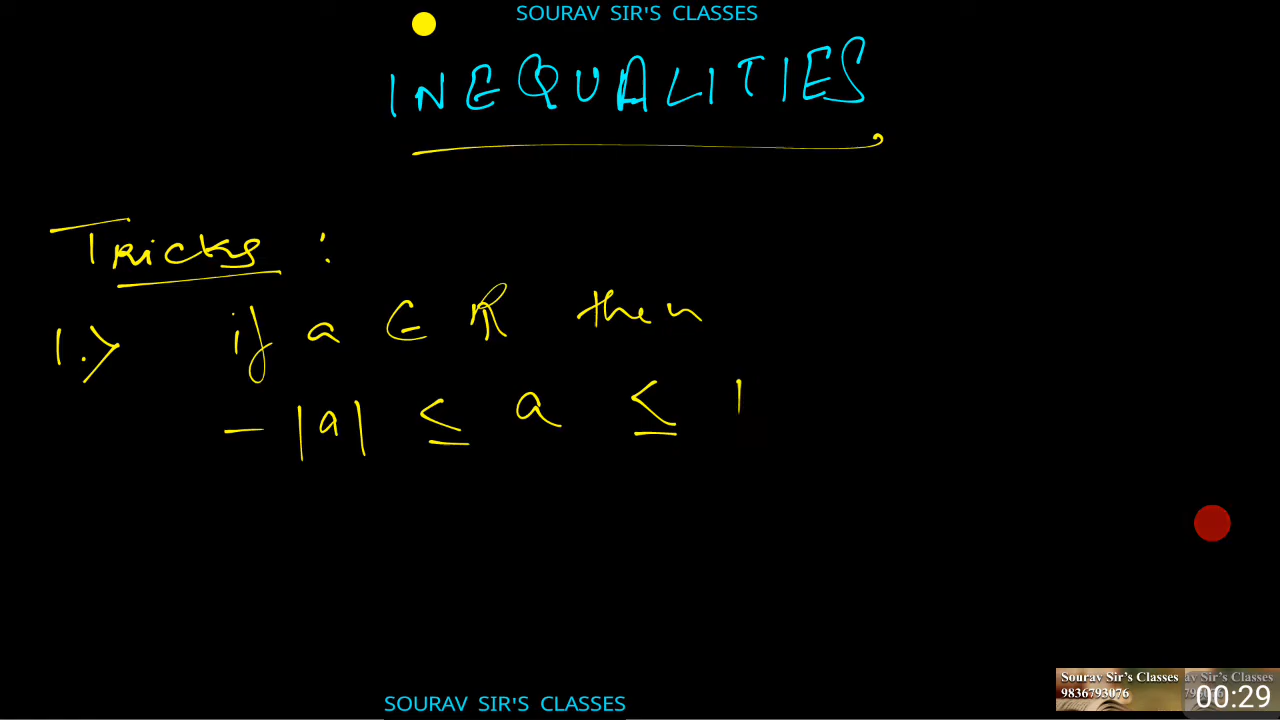 SOURAV SIR'S CLASSES
INEQUALITIES
Tricks :
1.> if a ∈ R then
- |a| ≤ a ≤ |
Sourav Sir's Classes
9836793076
00:29
SOURAV SIR'S CLASSES